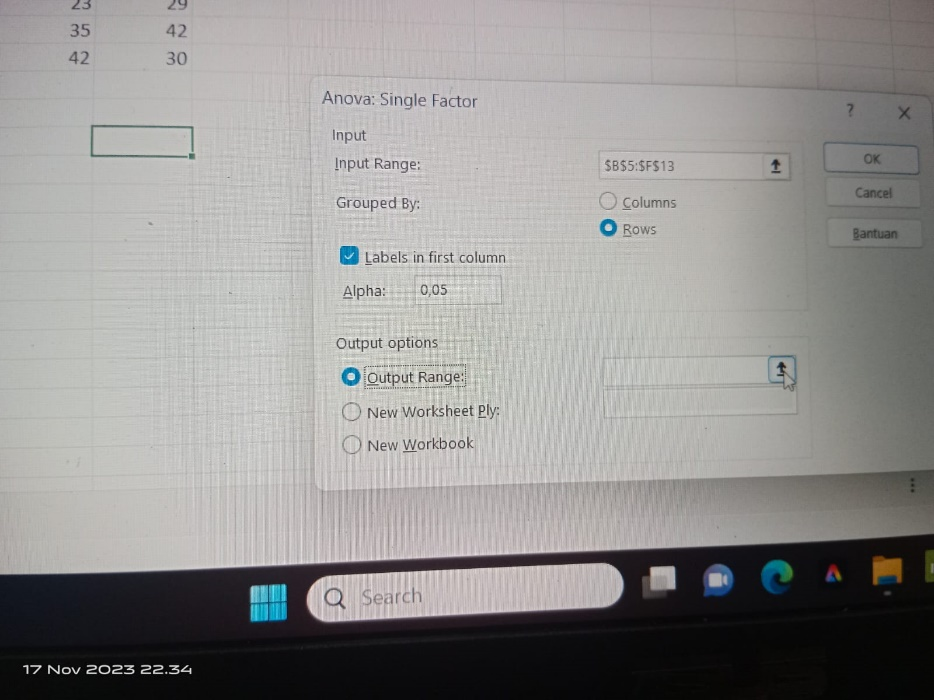 23 29
35 42
42 30
Anova: Single Factor
? X
Input
Input Range: $B$5:$F$13
OK
Cancel
Grouped By: Columns
Rows
Bantuan
Labels in first column
Alpha: 0,05
Output options
Output Range:
New Worksheet Ply:
New Workbook
Search
17 Nov 2023 22.34